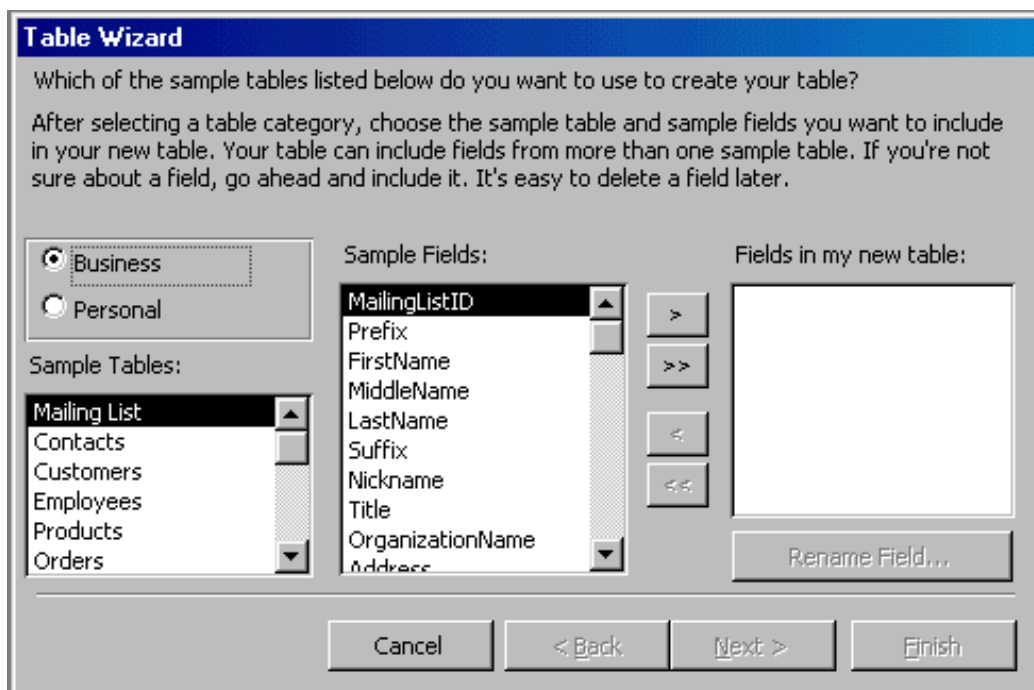 Table Wizard
Which of the sample tables listed below do you want to use to create your table?
After selecting a table category, choose the sample table and sample fields you want to include
in your new table. Your table can include fields from more than one sample table. If you're not
sure about a field, go ahead and include it. It's easy to delete a field later.
Business
Personal
Sample Tables:
Mailing List
Contacts
Customers
Employees
Products
Orders
Sample Fields:
MailingListID
Prefix
FirstName
MiddleName
LastName
Suffix
Nickname
Title
OrganizationName
Address
>
>>
<
<<
Fields in my new table:
Rename Field...
Cancel
< Back
Next >
Finish